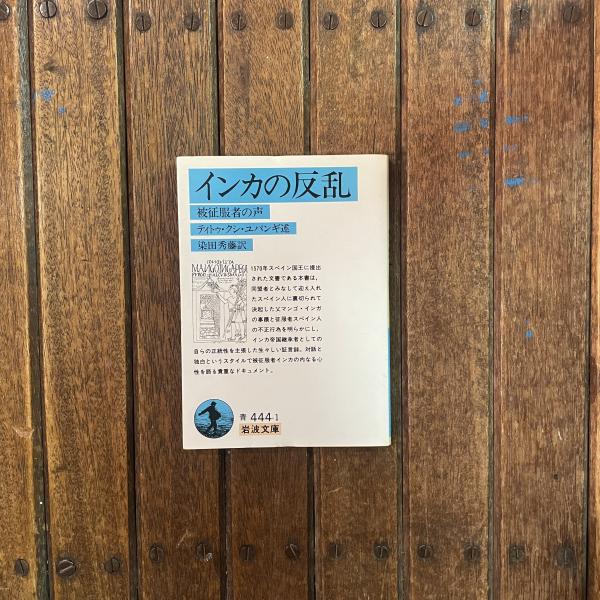 インカの反乱
被征服者の声
ティトゥ・クシ・ユパンギ述
染田秀藤訳
1570年スペイン国王に提出
された文書である本書は,
同盟者とみなして迎え入れ
たスペイン人に裏切られて
決起した父マンゴ・インガ
の事蹟と征服者スペイン人
の不正行為を明らかにし,
インカ帝国継承者としての
自らの正統性を主張した生々しい証言録. 対話と
独白というスタイルで被征服者インカの内なる心
性を語る貴重なドキュメント.
青 444-1
岩波文庫